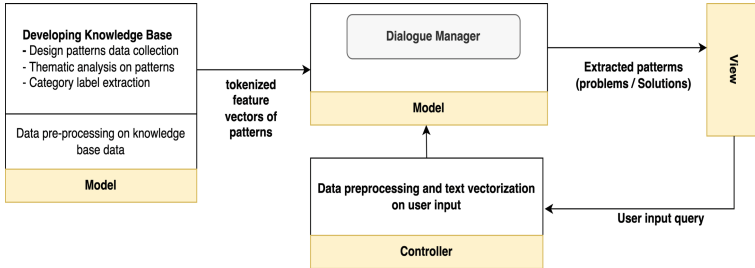 Developing Knowledge Base
- Design patterns data collection
- Thematic analysis on patterns
- Category label extraction
Data pre-processing on knowledge
base data
Model
tokenized
feature
vectors of
patterns
Dialogue Manager
Model
Extracted patterms
(problems / Solutions)
View
Data preprocessing and text vectorization
on user input
Controller
User input query